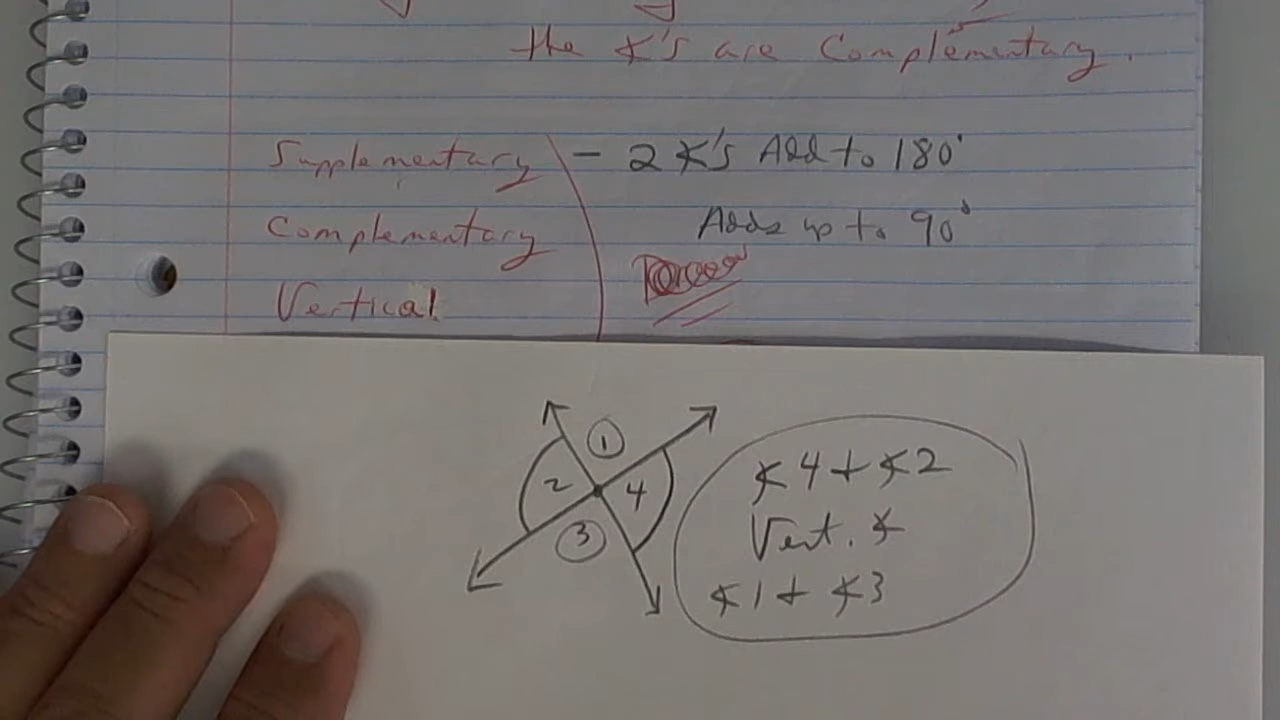 the ∡'s are Complementary.
Supplementary - 2 ∡'s Add to 180°
Complementary Adds up to 90°
Vertical
1
2 4
3
∡4 + ∡2
Vert. ∡
∡1 + ∡3